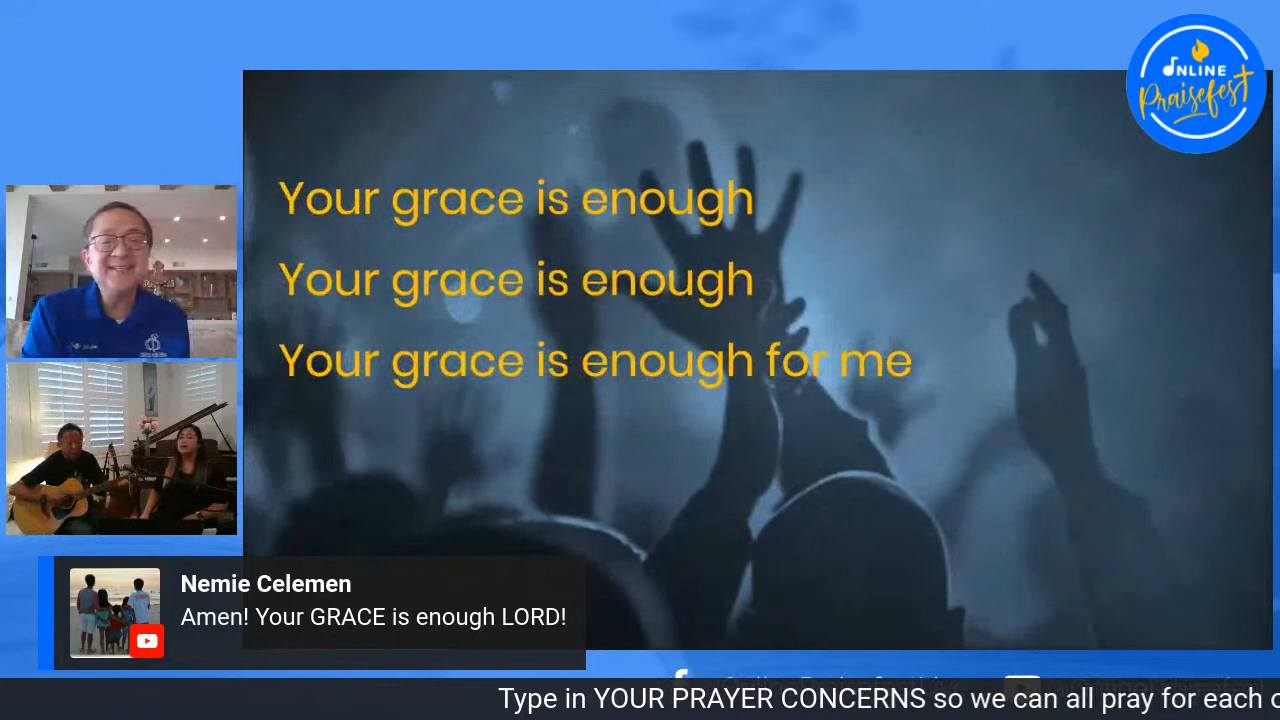 ONLINE
Praisefest
Your grace is enough
Your grace is enough
Your grace is enough for me
Nemie Celemen
Amen! Your GRACE is enough LORD!
Type in YOUR PRAYER CONCERNS so we can all pray for each